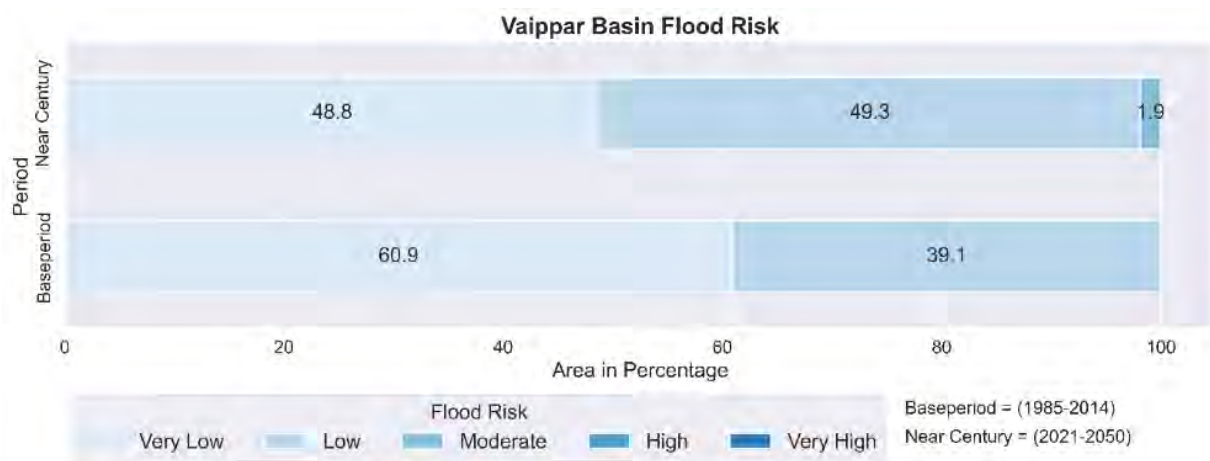 Vaippar Basin Flood Risk
Period
Near Century
48.8 49.3 1.9
Baseperiod
60.9 39.1
0 20 40 60 80 100
Area in Percentage
Flood Risk
Very Low Low Moderate High Very High
Baseperiod = (1985-2014)
Near Century = (2021-2050)